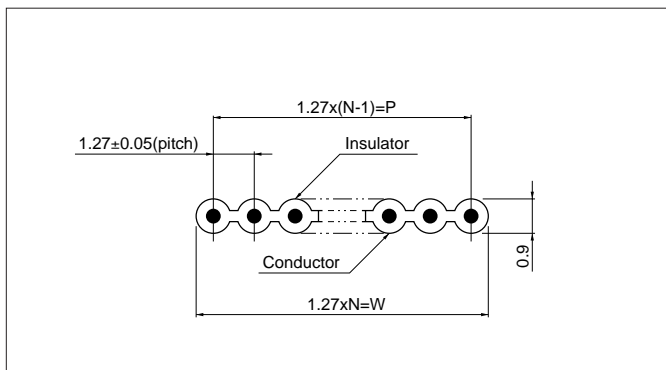 1.27x(N-1)=P
1.27±0.05(pitch)
Insulator
0.9
Conductor
1.27xN=W